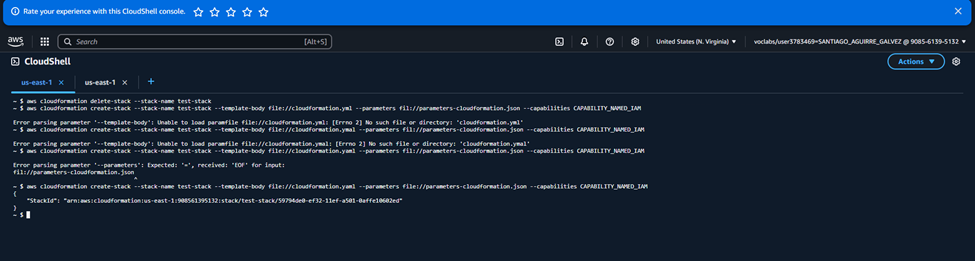 Rate your experience with this CloudShell console.
aws
Search [Alt+S]
United States (N. Virginia) ▼
voclabs/user3783469=SANTIAGO_AGUIRRE_GALVEZ @ 9085-6139-5132 ▼
CloudShell
Actions ▼
us-east-1 ×
us-east-1 ×
+
~ $ aws cloudformation delete-stack --stack-name test-stack
~ $ aws cloudformation create-stack --stack-name test-stack --template-body file://cloudformation.yml --parameters fil://parameters-cloudformation.json --capabilities CAPABILITY_NAMED_IAM
Error parsing parameter '--template-body': Unable to load paramfile file://cloudformation.yml: [Errno 2] No such file or directory: 'cloudformation.yml'
~ $ aws cloudformation create-stack --stack-name test-stack --template-body file://cloudformation.ymal --parameters fil://parameters-cloudformation.json --capabilities CAPABILITY_NAMED_IAM
Error parsing parameter '--template-body': Unable to load paramfile file://cloudformation.ymal: [Errno 2] No such file or directory: 'cloudformation.ymal'
~ $ aws cloudformation create-stack --stack-name test-stack --template-body file://cloudformation.yaml --parameters fil://parameters-cloudformation.json --capabilities CAPABILITY_NAMED_IAM
Error parsing parameter '--parameters': Expected: '=', received: 'EOF' for input:
fil://parameters-cloudformation.json
^
~ $ aws cloudformation create-stack --stack-name test-stack --template-body file://cloudformation.yaml --parameters file://parameters-cloudformation.json --capabilities CAPABILITY_NAMED_IAM
{
"StackId": "arn:aws:cloudformation:us-east-1:908561395132:stack/test-stack/59794de0-ef32-11ef-a501-0affe10602ed"
}
~ $